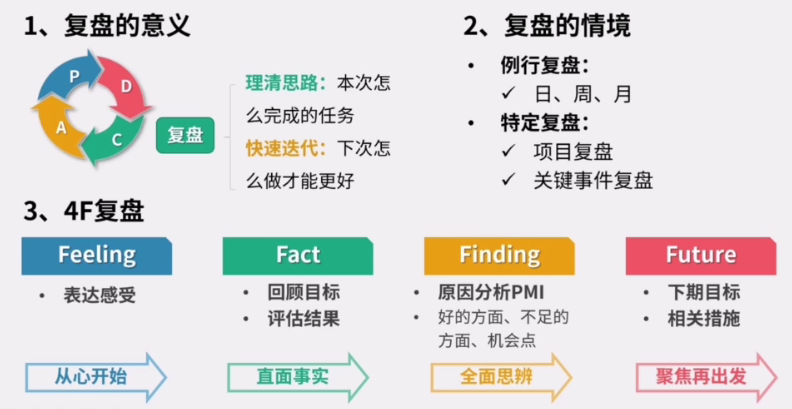 1、复盘的意义
P
D
C
A
复盘
理清思路：本次怎
么完成的任务
快速迭代：下次怎
么做才能更好
2、复盘的情境
• 例行复盘：
✓ 日、周、月
• 特定复盘：
✓ 项目复盘
✓ 关键事件复盘
3、4F复盘
Feeling
• 表达感受
从心开始
Fact
• 回顾目标
• 评估结果
直面事实
Finding
• 原因分析PMI
• 好的方面、不足的
方面、机会点
全面思辨
Future
• 下期目标
• 相关措施
聚焦再出发